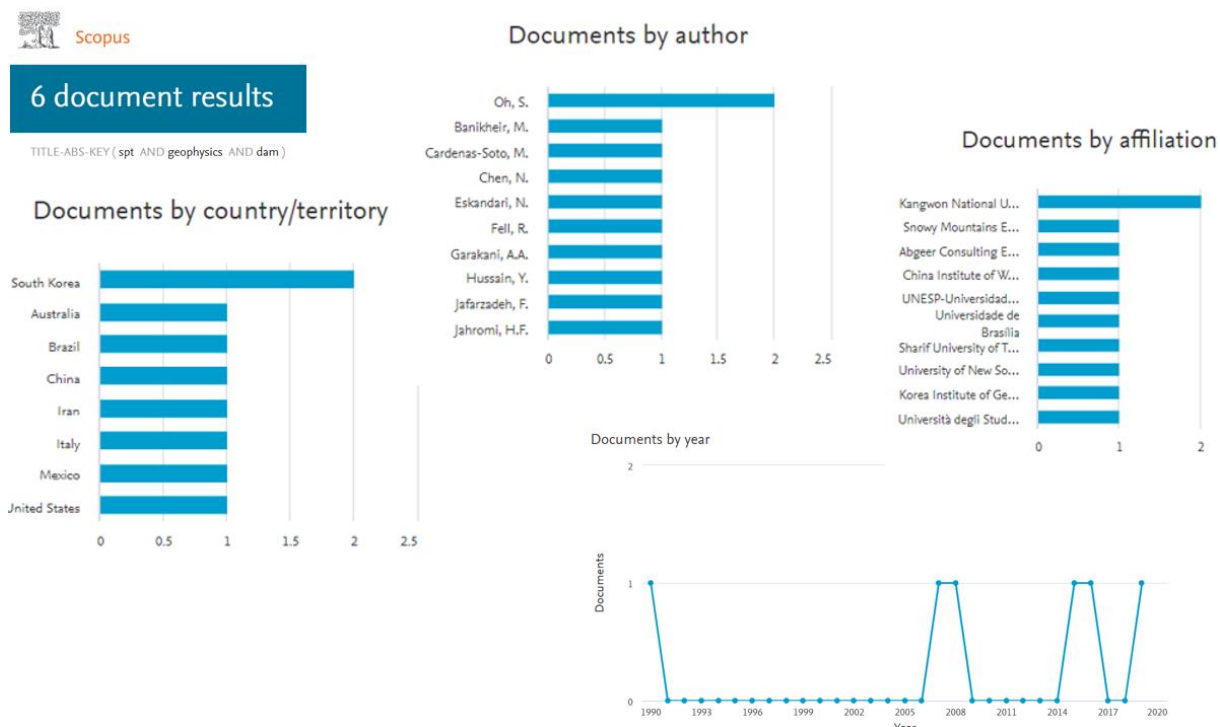 Scopus
6 document results
TITLE-ABS-KEY ( spt AND geophysics AND dam )
Documents by country/territory
South Korea
Australia
Brazil
China
Iran
Italy
Mexico
United States
0 0.5 1 1.5 2 2.5
Documents by author
Oh, S.
Banikheir, M.
Cardenas-Soto, M.
Chen, N.
Eskandari, N.
Fell, R.
Garakani, A.A.
Hussain, Y.
Jafarzadeh, F.
Jahromi, H.F.
0 0.5 1 1.5 2 2.5
Documents by affiliation
Kangwon National U...
Snowy Mountains E...
Abgeer Consulting E...
China Institute of W...
UNESP-Universidad...
Universidade de
Brasília
Sharif University of T...
University of New So...
Korea Institute of Ge...
Università degli Stud...
0 1 2
Documents by year
Documents
2
1
0
1990 1993 1996 1999 2002 2005 2008 2011 2014 2017 2020
Year